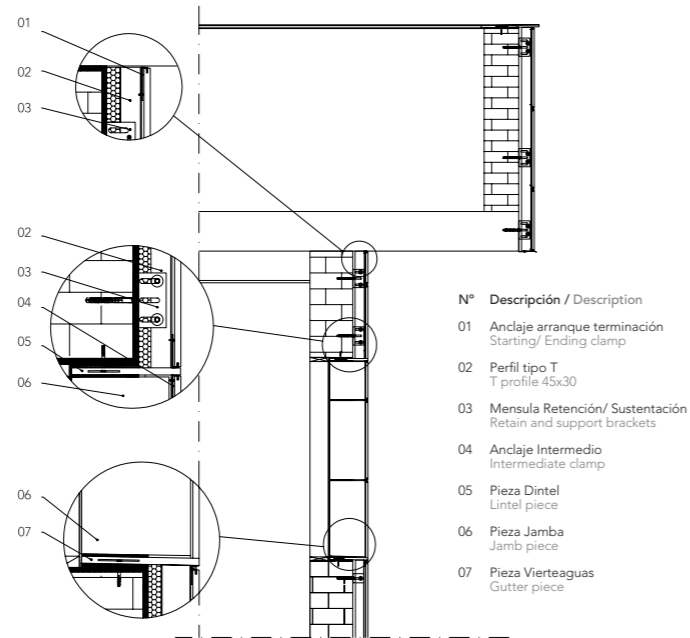 01
02
03
02
03
04
05
06
06
07
Nº Descripción / Description
01 Anclaje arranque terminación
Starting/ Ending clamp
02 Perfil tipo T
T profile 45x30
03 Mensula Retención/ Sustentación
Retain and support brackets
04 Anclaje Intermedio
Intermediate clamp
05 Pieza Dintel
Lintel piece
06 Pieza Jamba
Jamb piece
07 Pieza Vierteaguas
Gutter piece